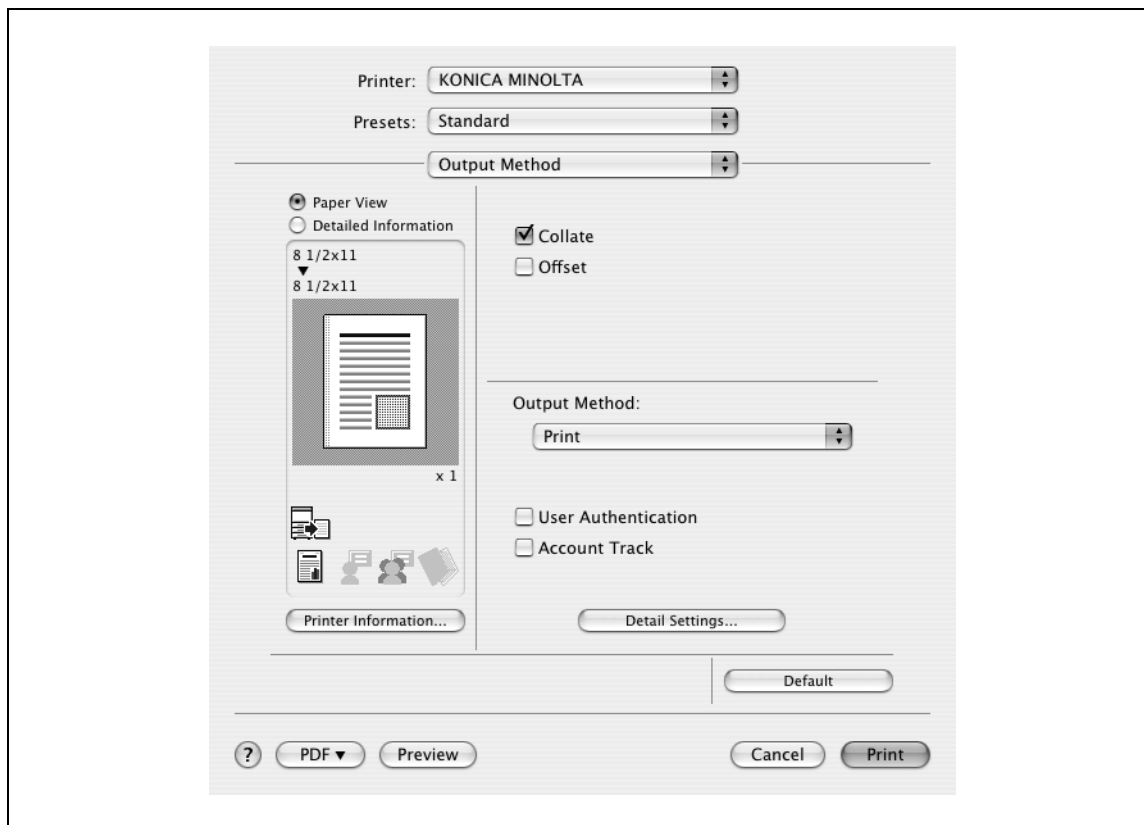 Printer: KONICA MINOLTA
Presets: Standard
Output Method
Paper View
Detailed Information
8 1/2x11
▼
8 1/2x11
x 1
Printer Information...
Collate
Offset
Output Method:
Print
User Authentication
Account Track
Detail Settings...
Default
? PDF ▼ Preview Cancel Print